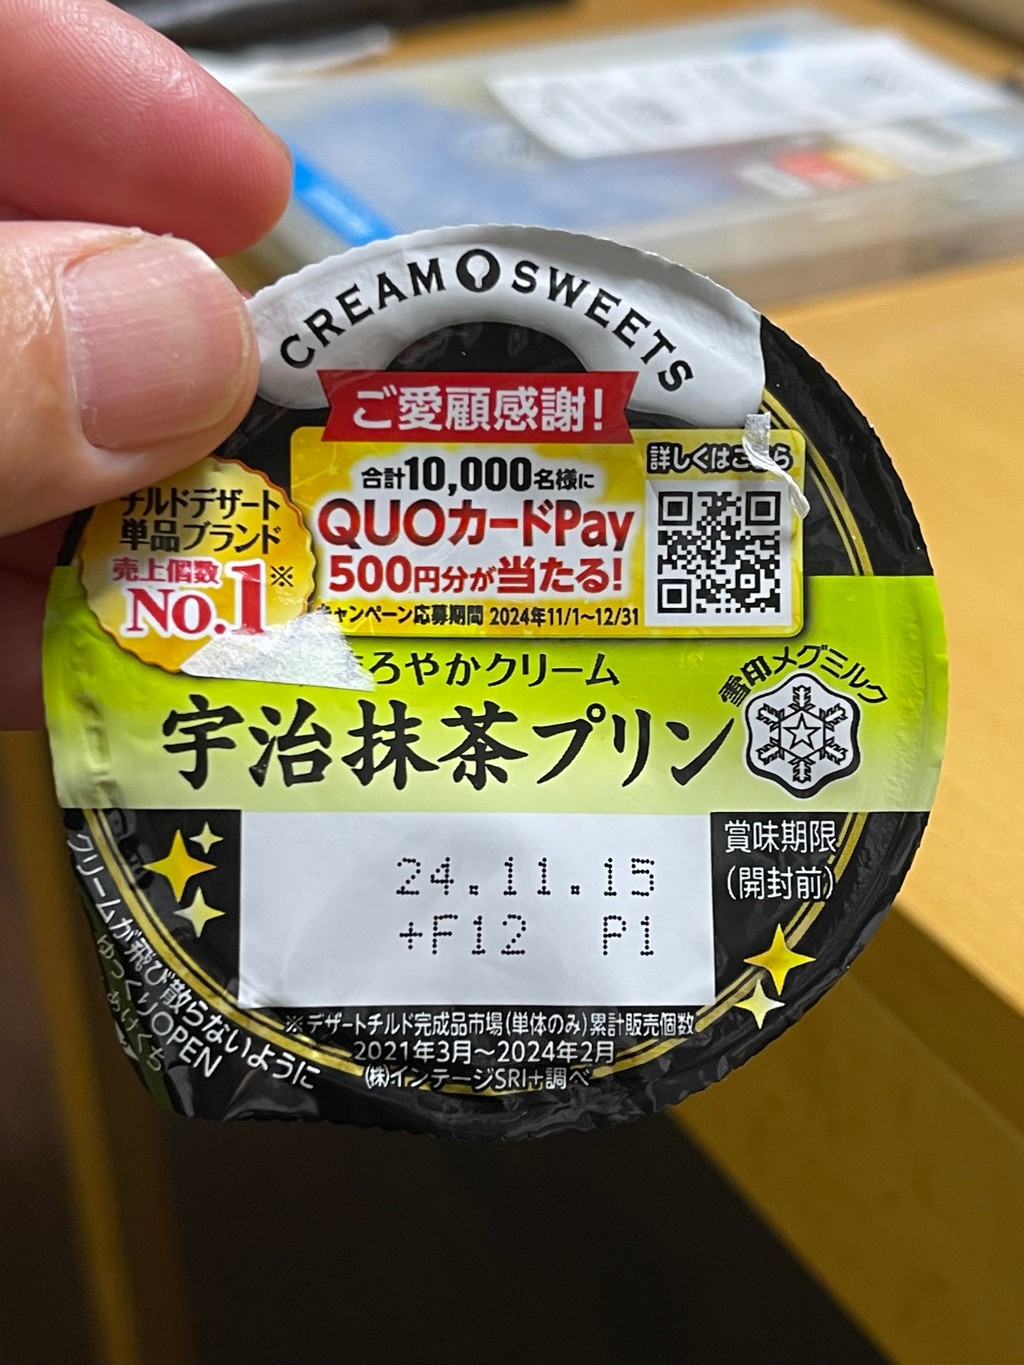 CREAM SWEETS
ご愛顧感謝!
合計10,000名様に
QUOカードPay
500円分が当たる!
キャンペーン応募期間 2024年11/1～12/31
詳しくはこちら
チルドデザート
単品ブランド
売上個数※
No.1
まろやかクリーム
宇治抹茶プリン
雪印メグミルク
24.11.15
+F12 P1
賞味期限
(開封前)
※デザートチルド完成品市場(単体のみ)累計販売個数
2021年3月～2024年2月
(株)インテージSRI+調べ
クリームが飛び散らないように
ゆっくりOPEN
あけくち